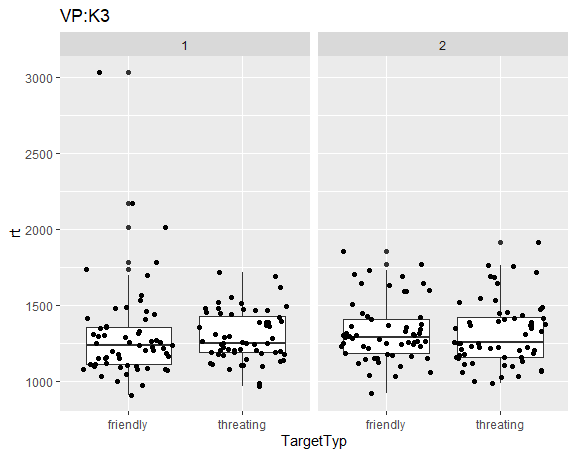 VP:K3
1
2
3000
2500
2000
1500
1000
rt
friendly
threating
friendly
threating
TargetTyp